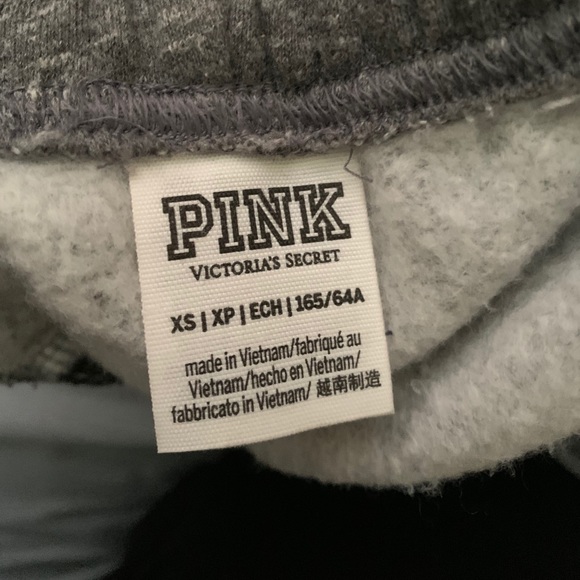 PINK
VICTORIA'S SECRET
XS | XP | ECH | 165/64A
made in Vietnam/fabriqué au
Vietnam/hecho en Vietnam/
fabbricato in Vietnam/ 越南制造